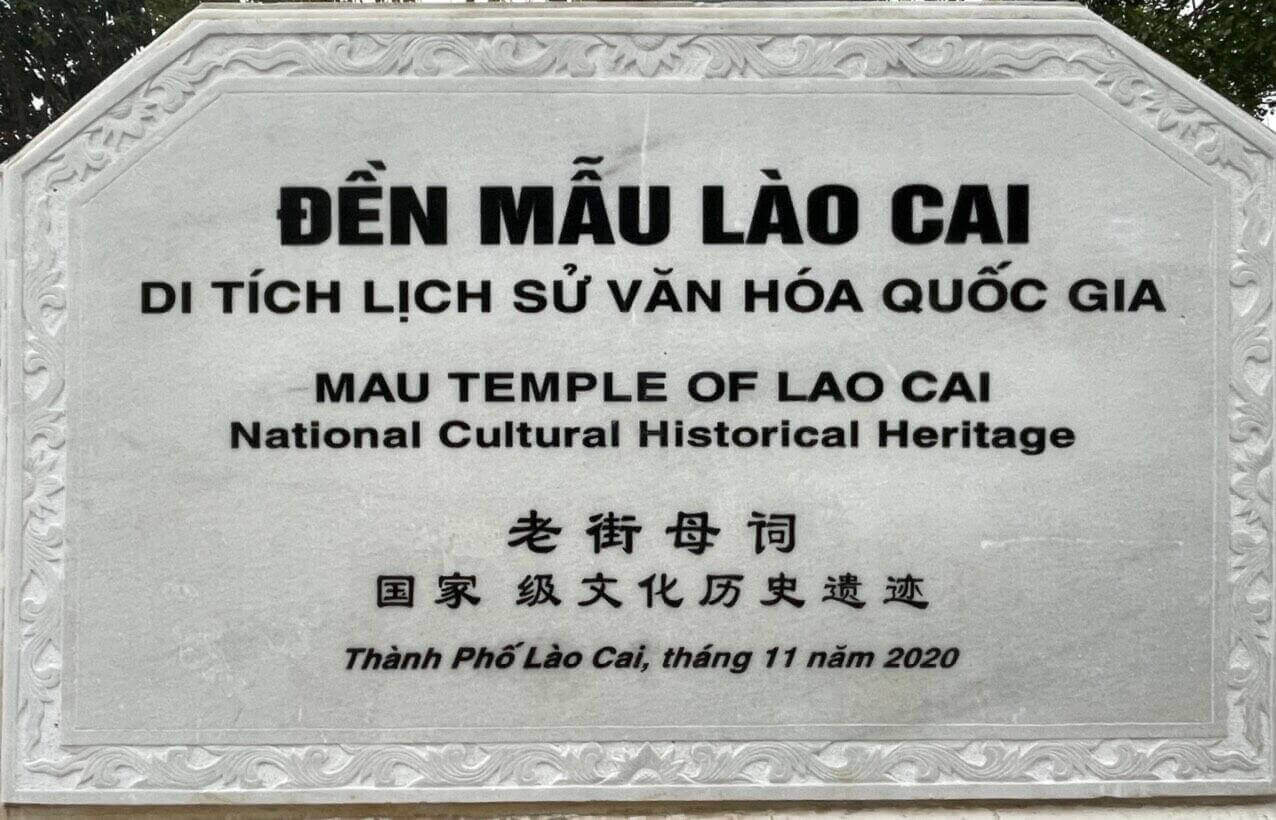 ĐỀN MẪU LÀO CAI
DI TÍCH LỊCH SỬ VĂN HÓA QUỐC GIA
MAU TEMPLE OF LAO CAI
National Cultural Historical Heritage
老街母词
国家 级文化历史遗迹
Thành Phố Lào Cai, tháng 11 năm 2020